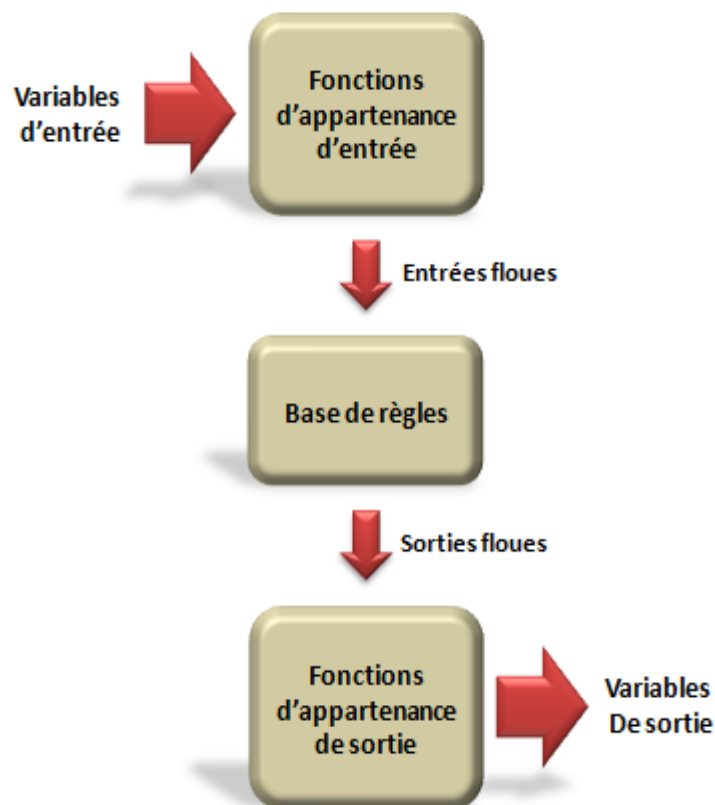 Variables
d'entrée
Fonctions
d'appartenance
d'entrée
Entrées floues
Base de règles
Sorties floues
Fonctions
d'appartenance
de sortie
Variables
De sortie